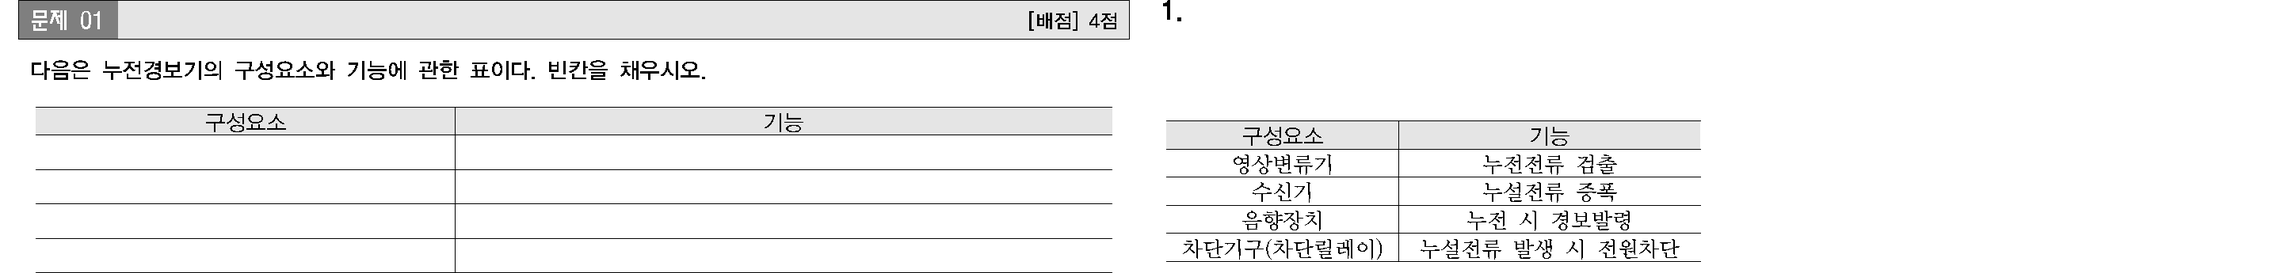 문제 01 [배점] 4점
다음은 누전경보기의 구성요소와 기능에 관한 표이다. 빈칸을 채우시오.
구성요소 기능
1.
구성요소 기능
영상변류기 누전전류 검출
수신기 누설전류 증폭
음향장치 누전 시 경보발령
차단기구(차단릴레이) 누설전류 발생 시 전원차단